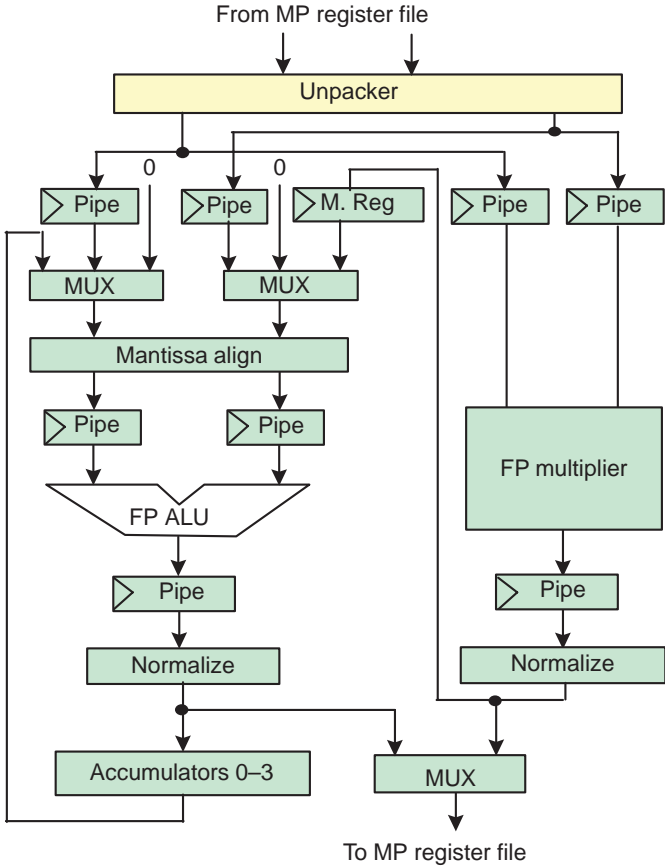 From MP register file
Unpacker
0
0
Pipe
Pipe
M. Reg
Pipe
Pipe
MUX
MUX
Mantissa align
Pipe
Pipe
FP multiplier
FP ALU
Pipe
Pipe
Normalize
Normalize
Accumulators 0–3
MUX
To MP register file